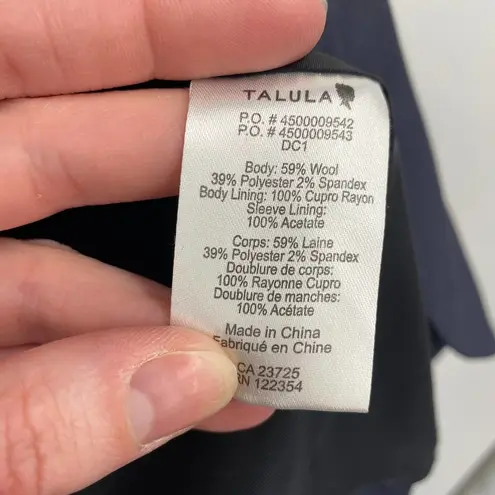 TALULA
P.O. # 4500009542
P.O. # 4500009543
DC1
Body: 59% Wool
39% Polyester 2% Spandex
Body Lining: 100% Cupro Rayon
Sleeve Lining:
100% Acetate
Corps: 59% Laine
39% Polyester 2% Spandex
Doublure de corps:
100% Rayonne Cupro
Doublure de manches:
100% Acétate
Made in China
Fabriqué en Chine
CA 23725
RN 122354